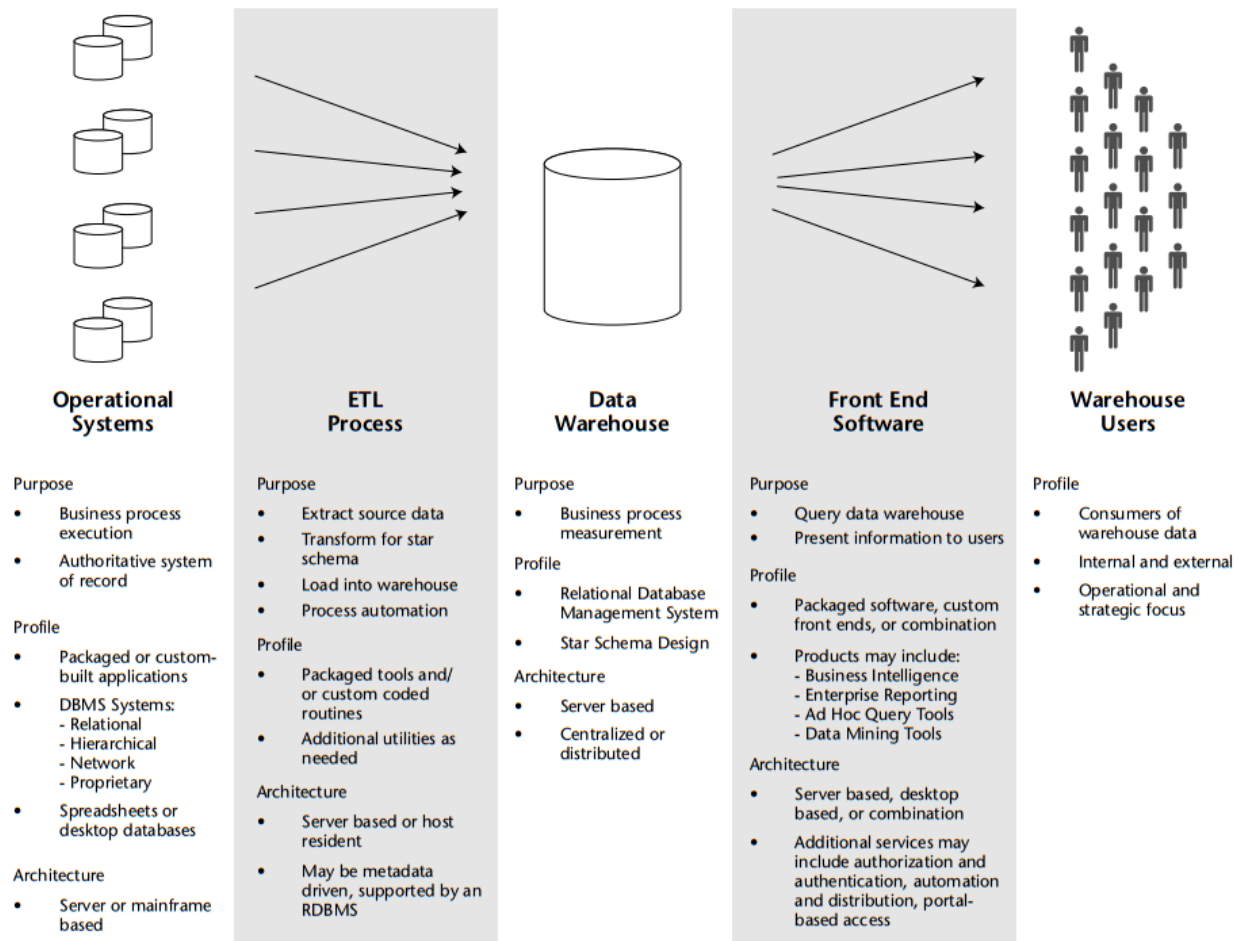 Operational
Systems
Purpose
• Business process
execution
• Authoritative system
of record
Profile
• Packaged or custom-
built applications
• DBMS Systems:
- Relational
- Hierarchical
- Network
- Proprietary
• Spreadsheets or
desktop databases
Architecture
• Server or mainframe
based
ETL
Process
Purpose
• Extract source data
• Transform for star
schema
• Load into warehouse
• Process automation
Profile
• Packaged tools and/
or custom coded
routines
• Additional utilities as
needed
Architecture
• Server based or host
resident
• May be metadata
driven, supported by an
RDBMS
Data
Warehouse
Purpose
• Business process
measurement
Profile
• Relational Database
Management System
• Star Schema Design
Architecture
• Server based
• Centralized or
distributed
Front End
Software
Purpose
• Query data warehouse
• Present information to users
Profile
• Packaged software, custom
front ends, or combination
• Products may include:
- Business Intelligence
- Enterprise Reporting
- Ad Hoc Query Tools
- Data Mining Tools
Architecture
• Server based, desktop
based, or combination
• Additional services may
include authorization and
authentication, automation
and distribution, portal-
based access
Warehouse
Users
Profile
• Consumers of
warehouse data
• Internal and external
• Operational and
strategic focus